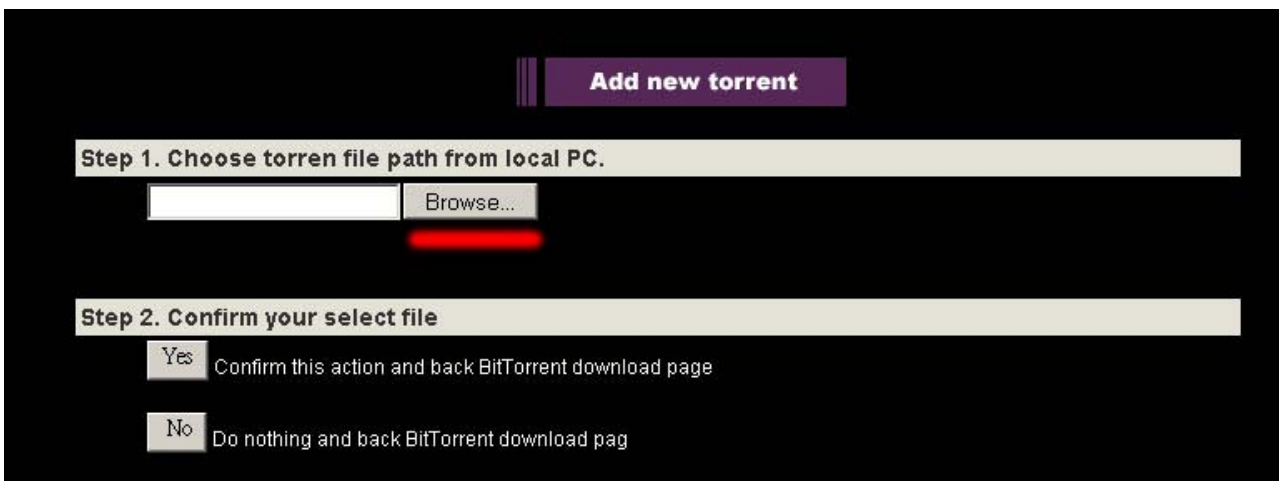 Add new torrent
Step 1. Choose torren file path from local PC.
Browse...
Step 2. Confirm your select file
Yes Confirm this action and back BitTorrent download page
No Do nothing and back BitTorrent download pag